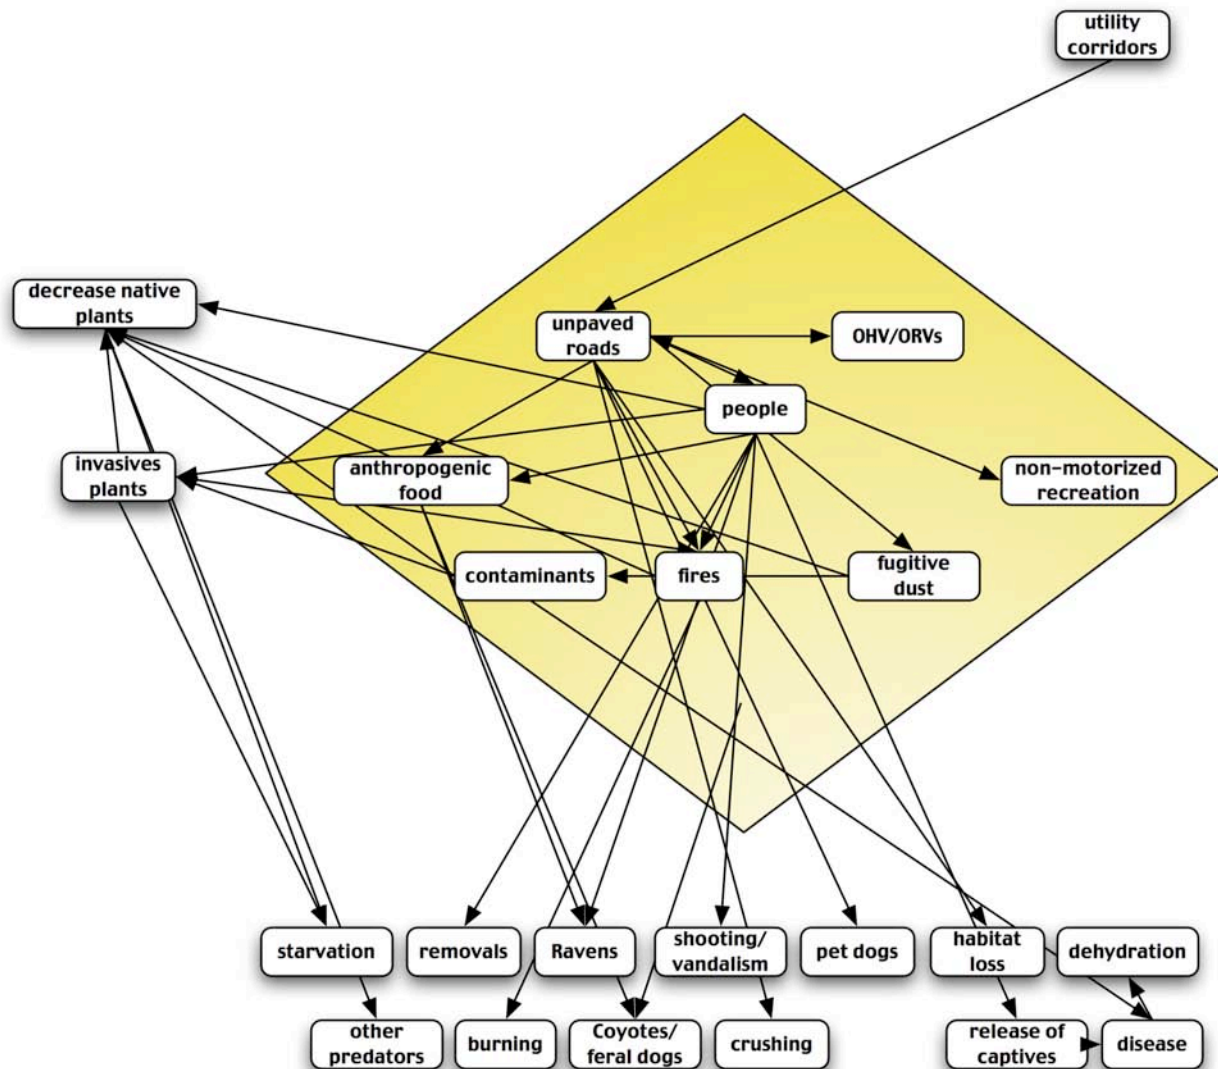 utility
corridors
decrease native
plants
unpaved
roads
OHV/ORVs
people
invasives
plants
anthropogenic
food
non-motorized
recreation
contaminants
fires
fugitive
dust
starvation
removals
Ravens
shooting/
vandalism
pet dogs
habitat
loss
dehydration
other
predators
burning
Coyotes/
feral dogs
crushing
release of
captives
disease